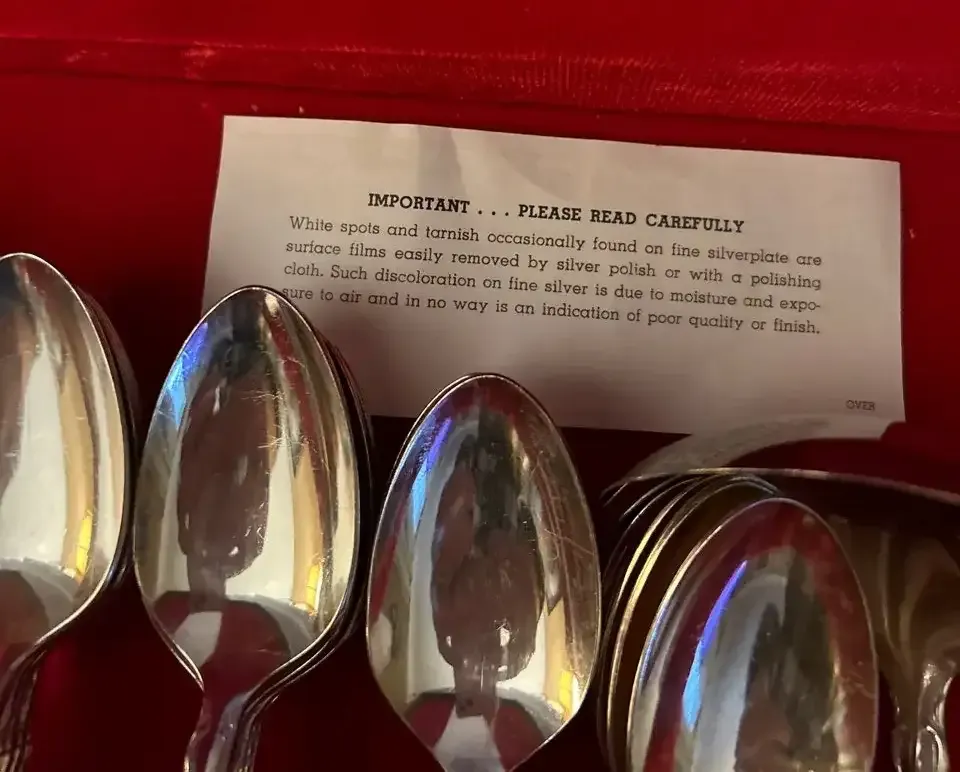 IMPORTANT . . . PLEASE READ CAREFULLY
White spots and tarnish occasionally found on fine silverplate are
surface films easily removed by silver polish or with a polishing
cloth. Such discoloration on fine silver is due to moisture and expo-
sure to air and in no way is an indication of poor quality or finish.
OVER